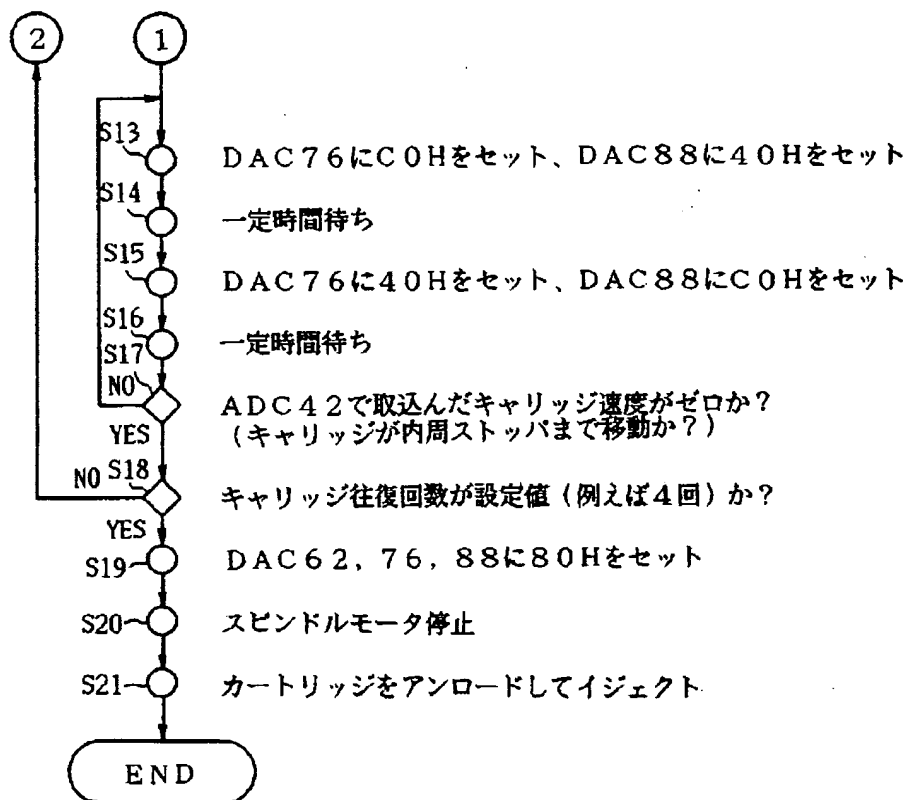 2
1
S13
DAC76にC0Hをセット、DAC88に40Hをセット
S14
一定時間待ち
S15
DAC76に40Hをセット、DAC88にC0Hをセット
S16
一定時間待ち
S17
NO
ADC42で取込んだキャリッジ速度がゼロか?
(キャリッジが内周ストッパまで移動か?)
YES
NO S18
キャリッジ往復回数が設定値(例えば4回)か?
YES
S19
DAC62, 76, 88に80Hをセット
S20
スピンドルモータ停止
S21
カートリッジをアンロードしてイジェクト
END